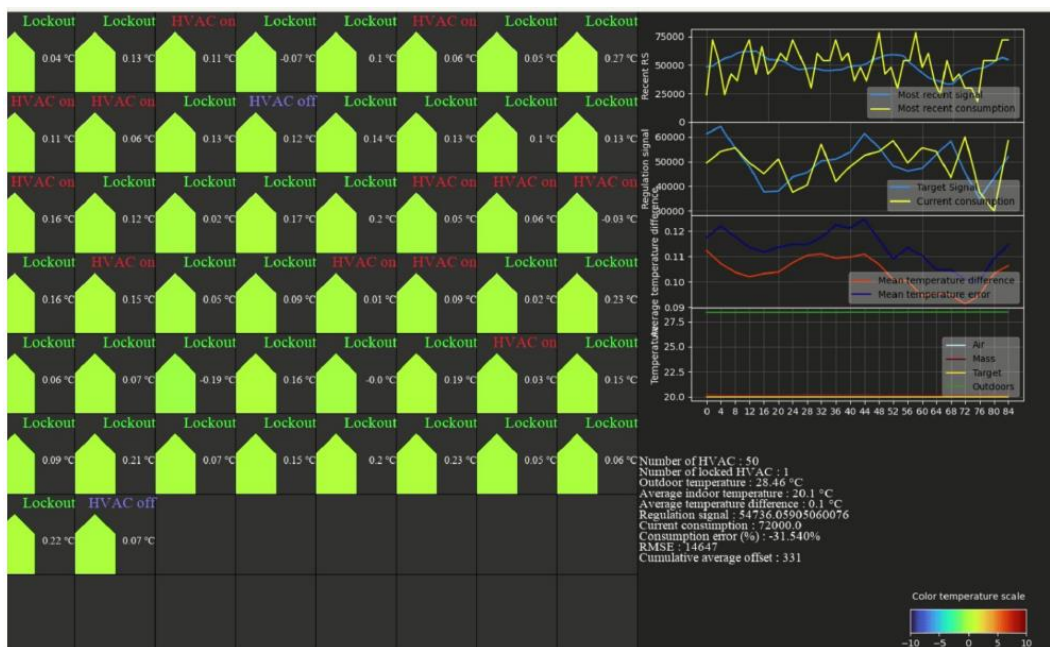 Lockout Lockout HVAC on Lockout Lockout HVAC on Lockout Lockout
0.04 °C 0.13 °C 0.11 °C -0.07 °C 0.1 °C 0.06 °C 0.05 °C 0.27 °C
HVAC on HVAC on Lockout HVAC off Lockout Lockout Lockout Lockout
0.11 °C 0.06 °C 0.13 °C 0.12 °C 0.14 °C 0.13 °C 0.1 °C 0.13 °C
HVAC on Lockout Lockout Lockout Lockout HVAC on HVAC on HVAC on
0.16 °C 0.12 °C 0.02 °C 0.17 °C 0.2 °C 0.05 °C 0.06 °C -0.03 °C
Lockout HVAC on Lockout Lockout HVAC on HVAC on Lockout Lockout
0.16 °C 0.15 °C 0.05 °C 0.09 °C 0.01 °C 0.09 °C 0.02 °C 0.23 °C
Lockout Lockout Lockout Lockout Lockout Lockout HVAC on Lockout
0.06 °C 0.07 °C -0.19 °C 0.16 °C -0.0 °C 0.19 °C 0.03 °C 0.15 °C
Lockout Lockout Lockout Lockout Lockout Lockout Lockout Lockout
0.09 °C 0.21 °C 0.07 °C 0.15 °C 0.2 °C 0.23 °C 0.05 °C 0.06 °C
Lockout HVAC off
0.22 °C 0.07 °C
Recent RS
75000
50000
25000
0
Most recent signal
Most recent consumption
Regulation signal
60000
50000
40000
30000
Target Signal
Current consumption
Average temperature difference
0.12
0.11
0.10
0.09
Mean temperature difference
Mean temperature error
Temperature
27.5
25.0
22.5
20.0
Air
Mass
Target
Outdoors
0 4 8 12 16 20 24 28 32 36 40 44 48 52 56 60 64 68 72 76 80 84
Number of HVAC : 50
Number of locked HVAC : 1
Outdoor temperature : 28.46 °C
Average indoor temperature : 20.1 °C
Average temperature difference : 0.1 °C
Regulation signal : 54736.05905060076
Current consumption : 72000.0
Consumption error (%) : -31.540%
RMSE : 14647
Cumulative average offset : 331
Color temperature scale
-10 -5 0 5 10